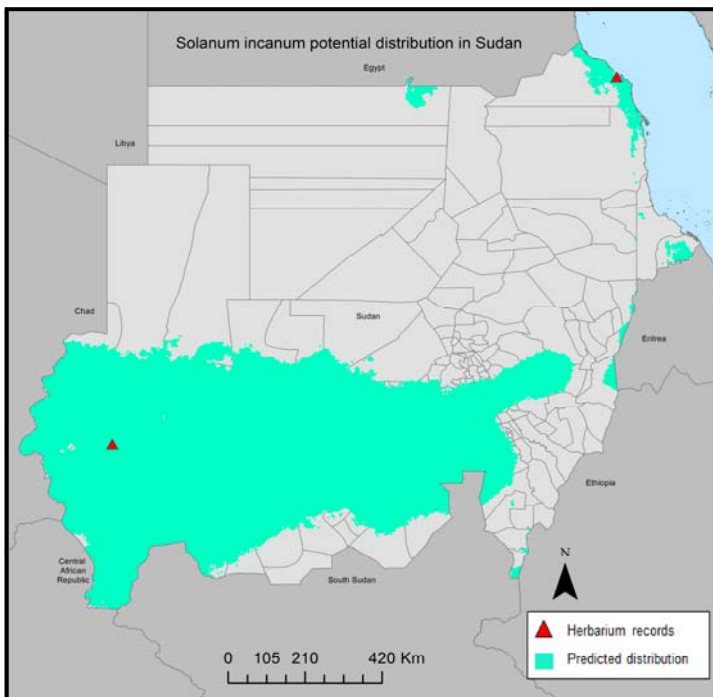 Solanum incanum potential distribution in Sudan
Egypt
Libya
Chad
Sudan
Eritrea
Ethiopia
Central
African
Republic
South Sudan
N
Herbarium records
Predicted distribution
0 105 210 420 Km